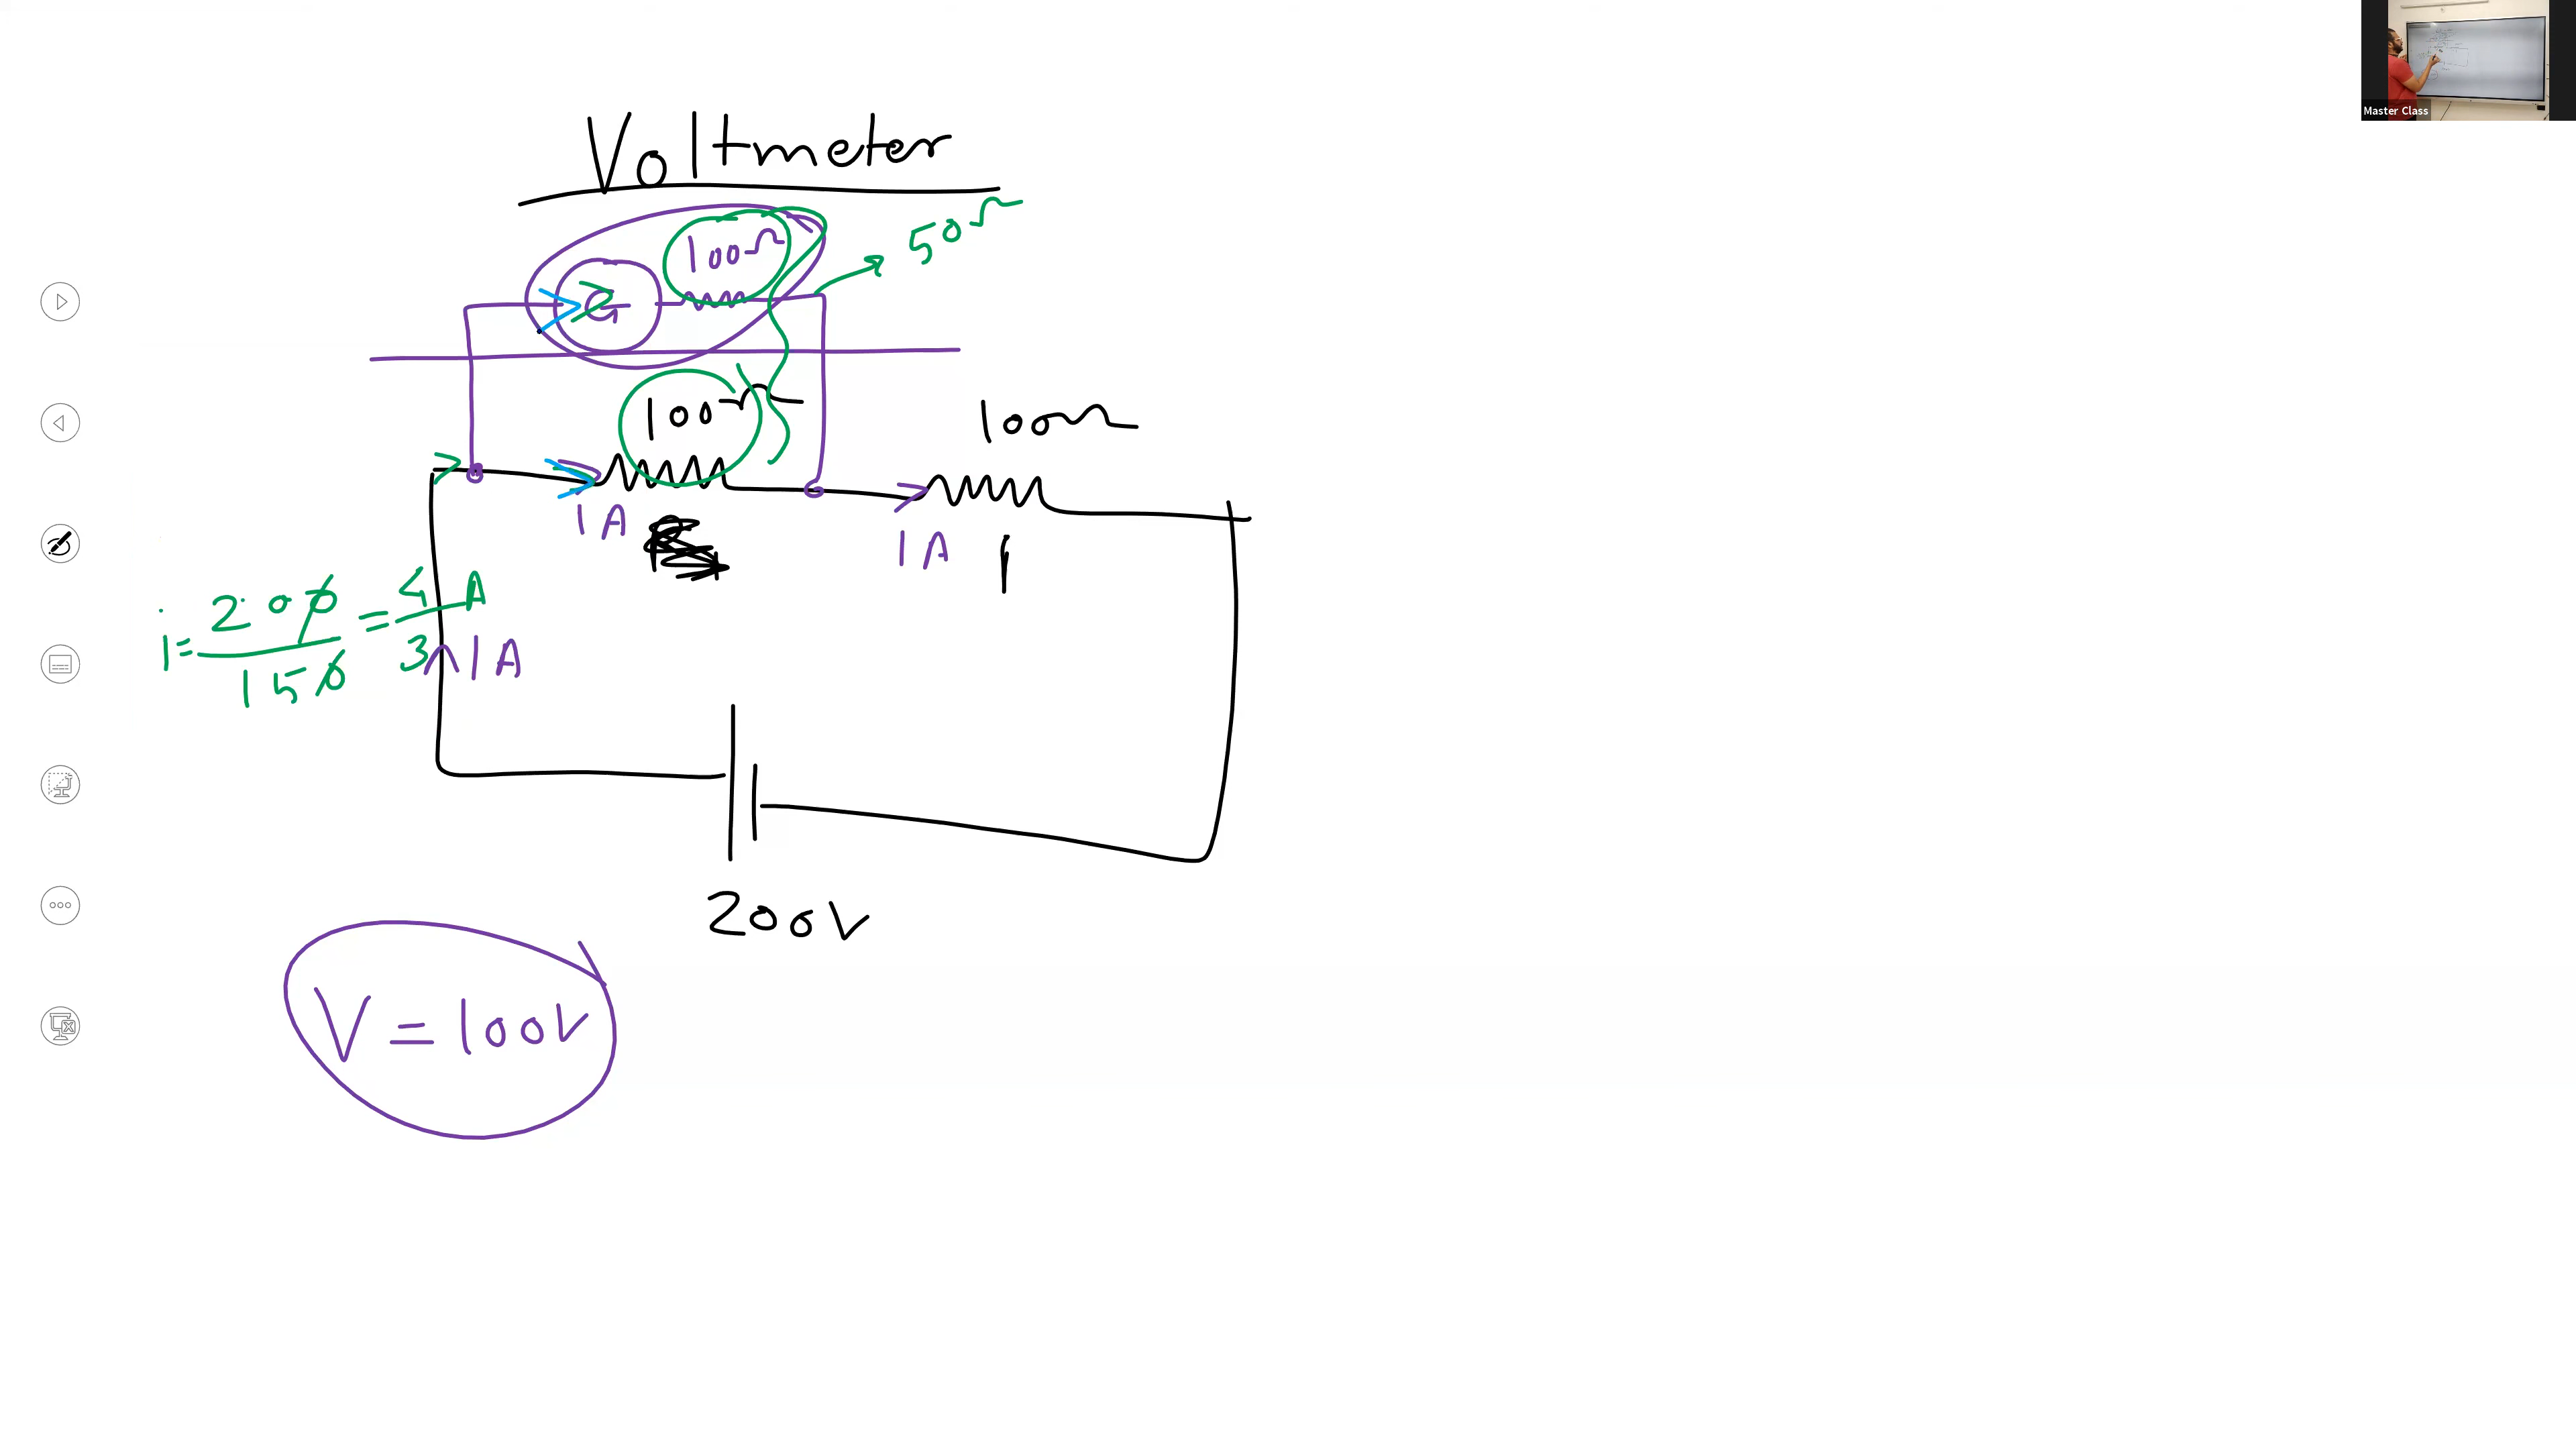 Master Class
Voltmeter
100Ω
50Ω
G
100Ω
100Ω
1A
1A
i = 200/150 = 4/3 A
1A
200V
V = 100V